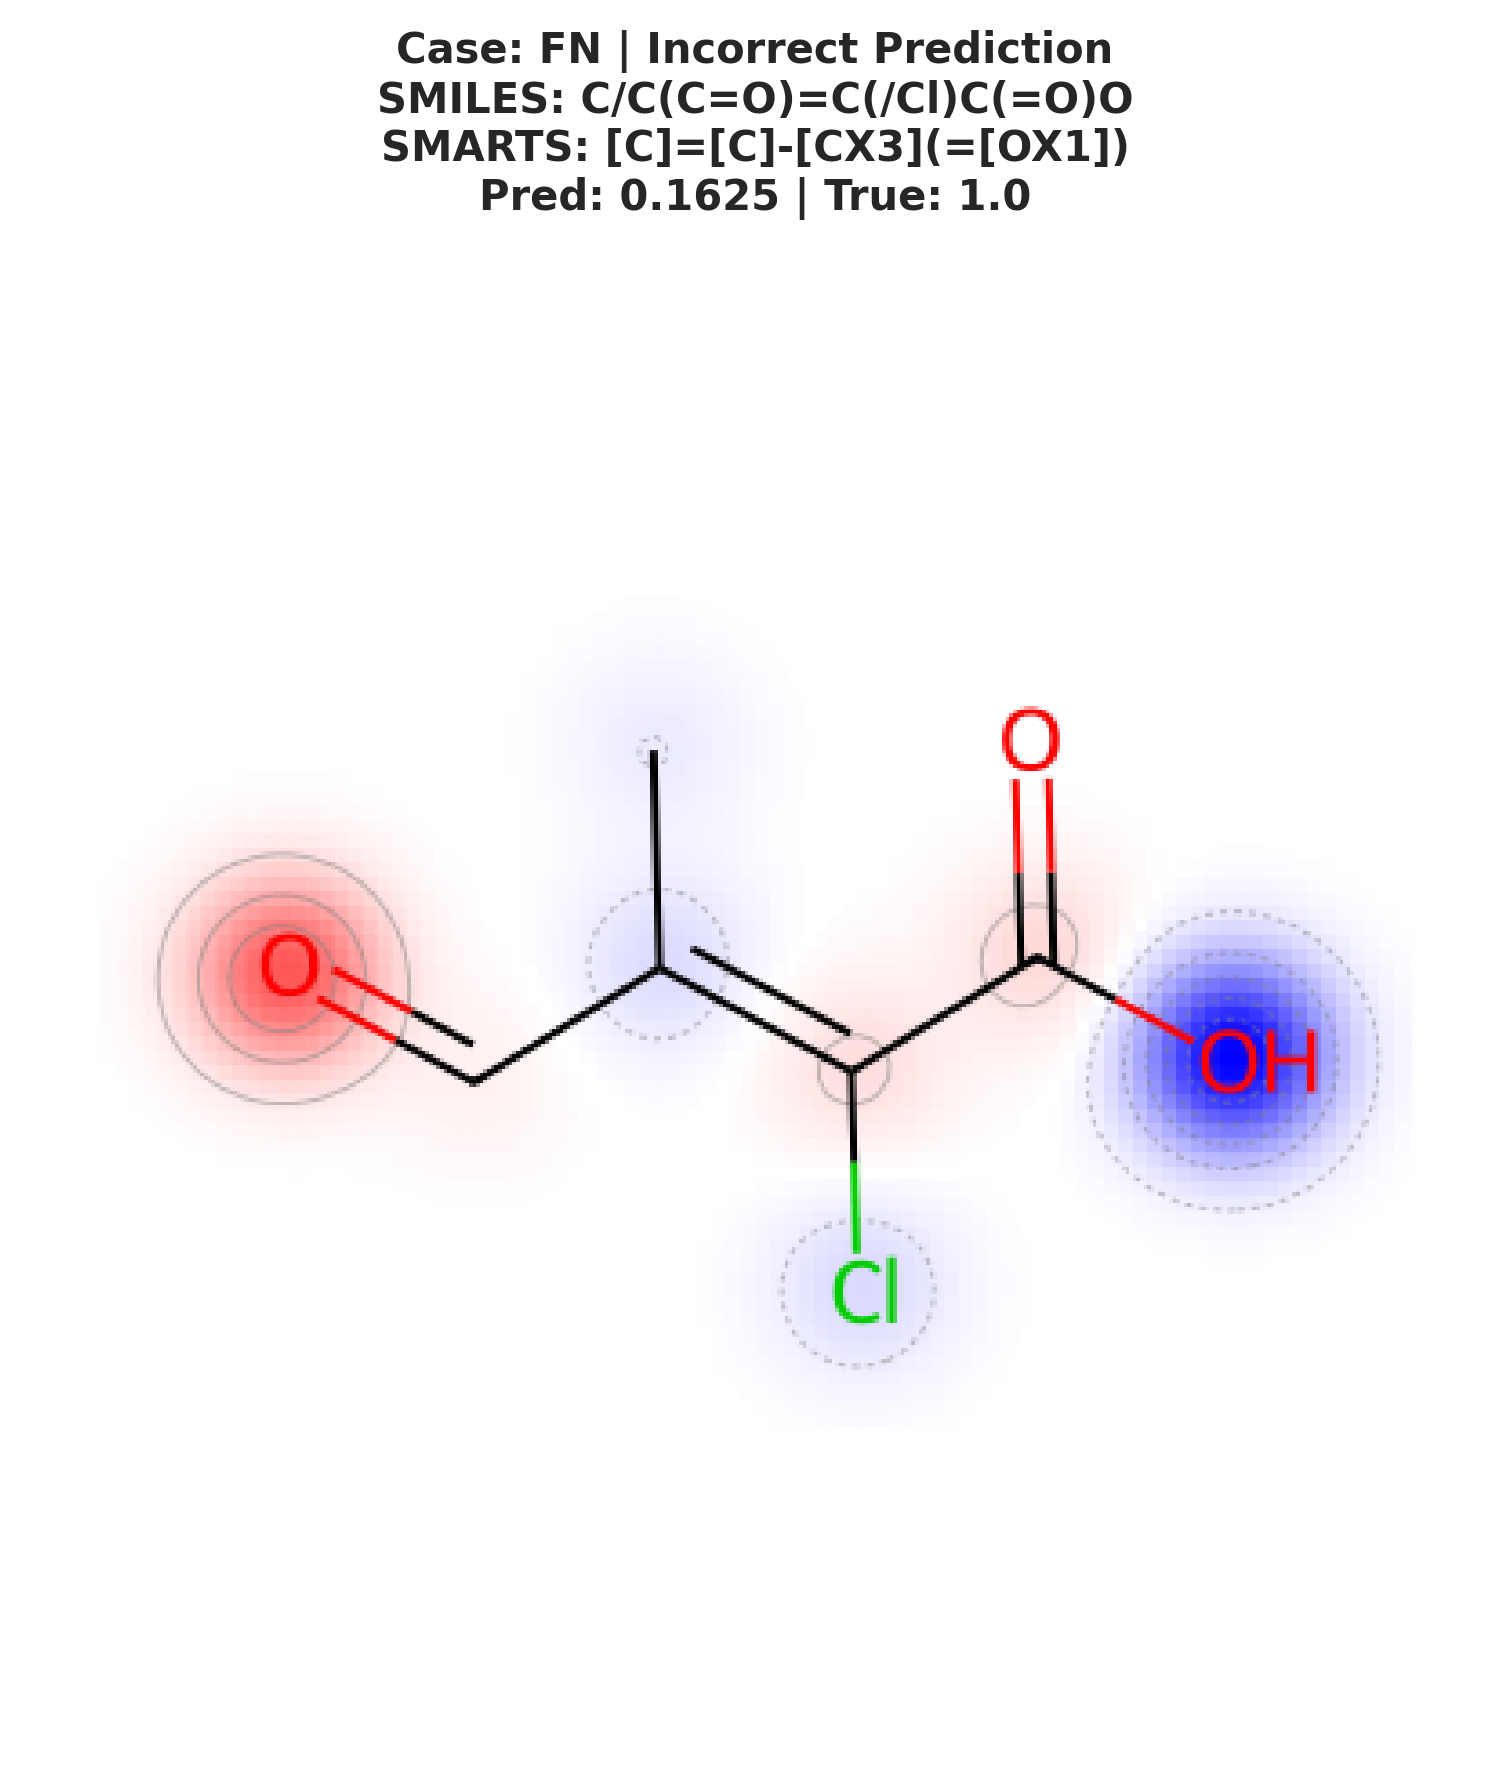 Case: FN | Incorrect Prediction
SMILES: C/C(C=O)=C(/Cl)C(=O)O
SMARTS: [C]=[C]-[CX3](=[OX1])
Pred: 0.1625 | True: 1.0
O
O
OH
Cl